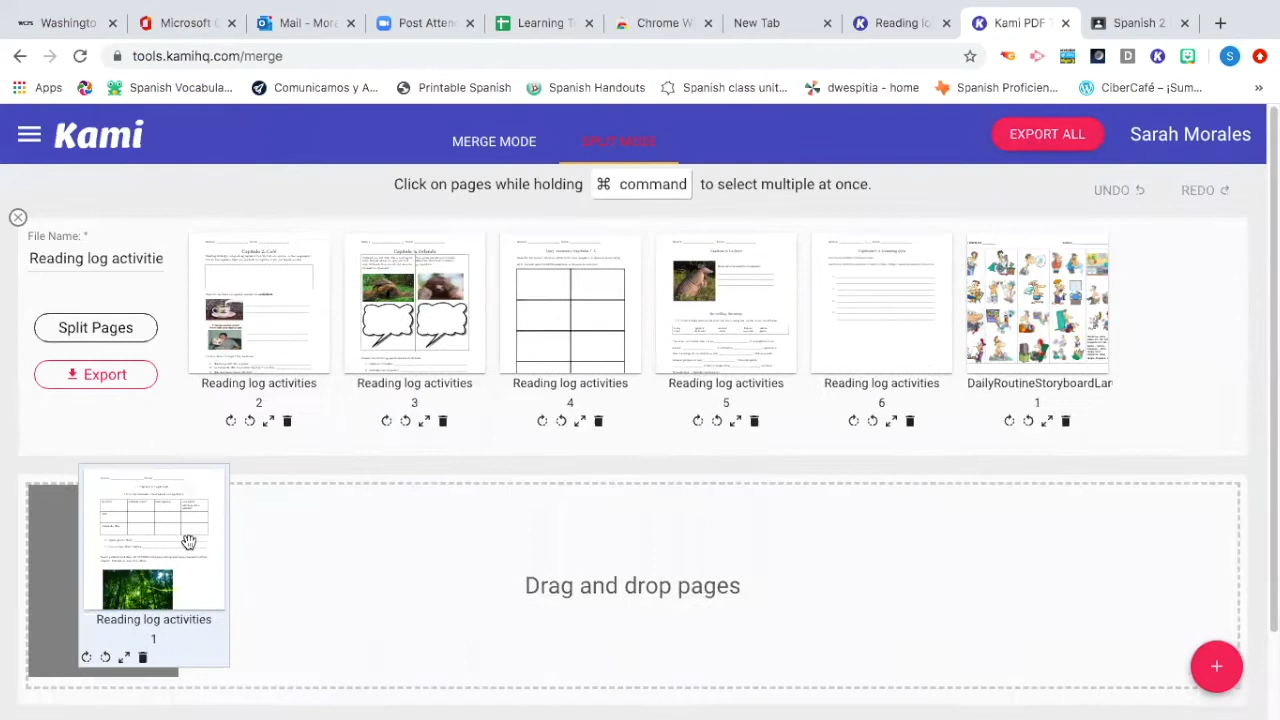 Washington
Microsoft O
Mail – Mora
Post Attend
Learning T
Chrome W
New Tab
Reading log
Kami PDF T
Spanish 2
tools.kamihq.com/merge
S
D
Apps
Spanish Vocabula...
Comunicamos y A...
Printable Spanish
Spanish Handouts
Spanish class unit...
dwespitia - home
Spanish Proficien...
CiberCafé – ¡Sum...
»
Kami
MERGE MODE
SPLIT MODE
EXPORT ALL
Sarah Morales
Click on pages while holding ⌘ command to select multiple at once.
UNDO
REDO
File Name: *
Reading log activitie
Split Pages
Export
Reading log activities
2
Reading log activities
3
Reading log activities
4
Reading log activities
5
Reading log activities
6
DailyRoutineStoryboardLar
1
Drag and drop pages
Reading log activities
1
+